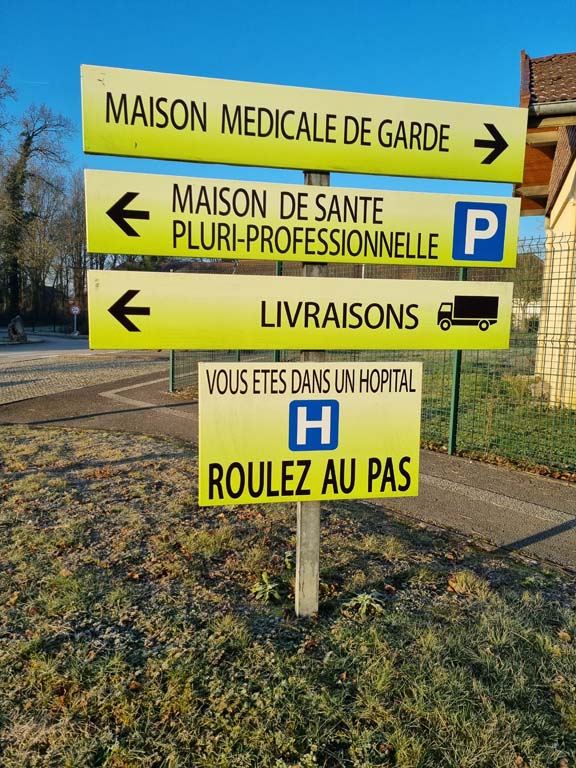 MAISON MEDICALE DE GARDE
MAISON DE SANTE
PLURI-PROFESSIONNELLE
P
LIVRAISONS
VOUS ETES DANS UN HOPITAL
H
ROULEZ AU PAS